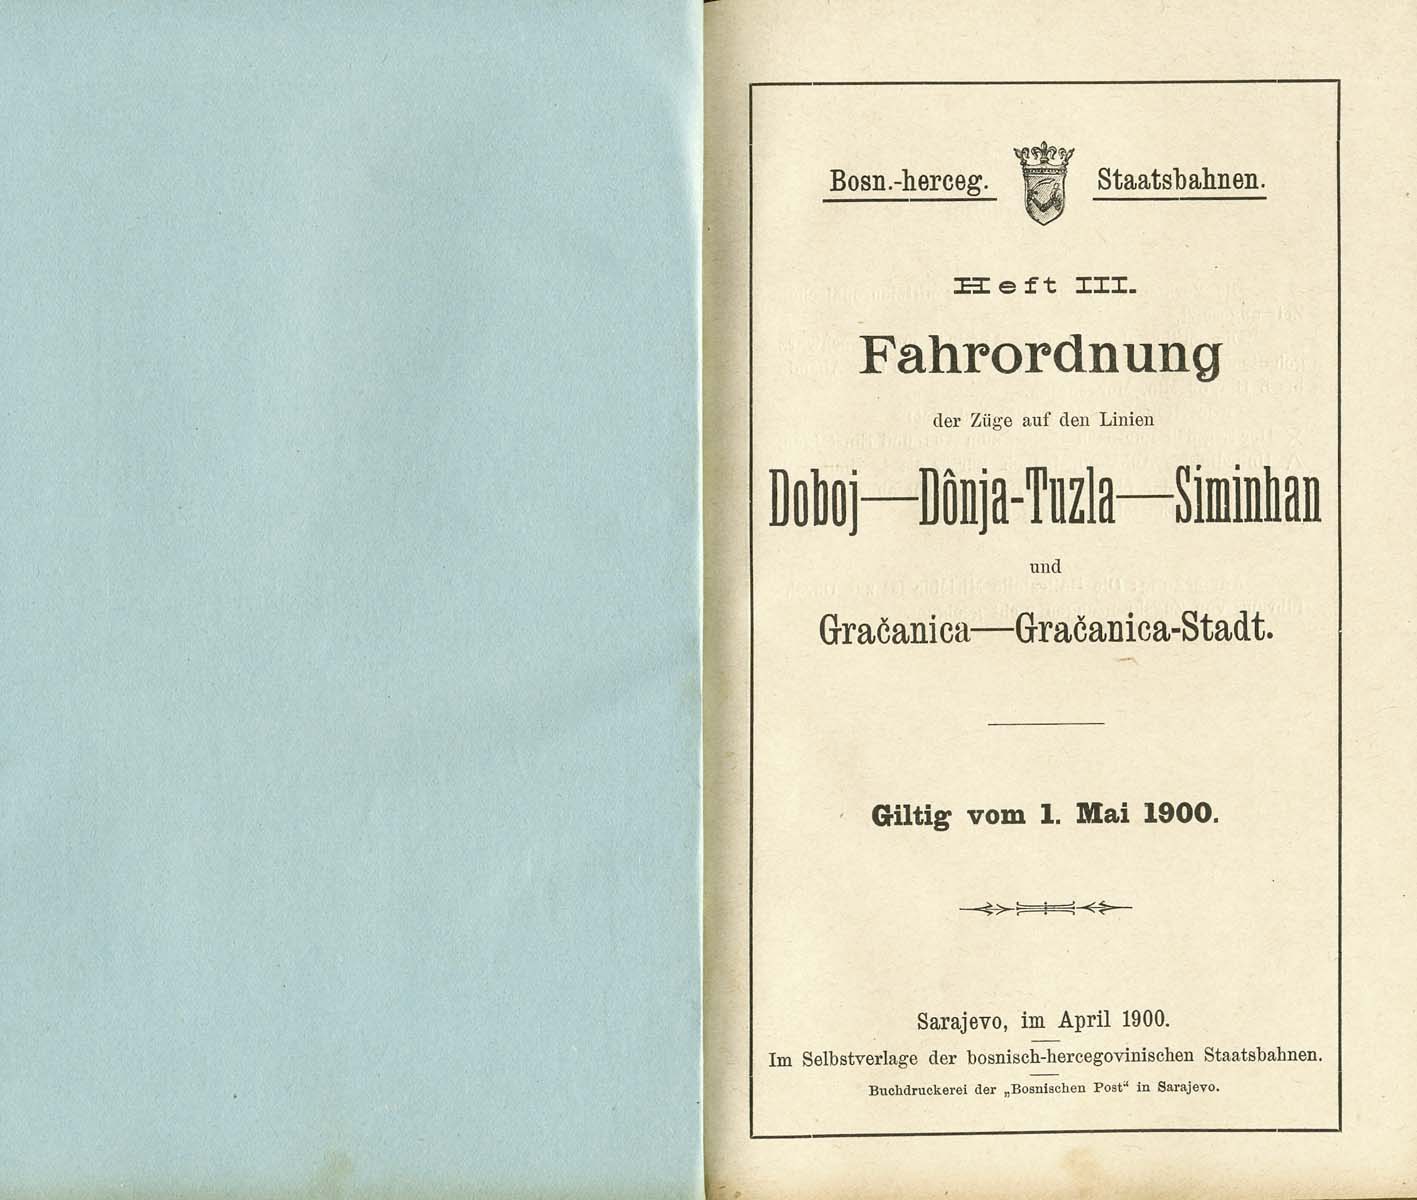 Bosn.-herceg. Staatsbahnen.
Heft III.
Fahrordnung
der Züge auf den Linien
Doboj—Dônja-Tuzla—Siminhan
und
Gračanica—Gračanica-Stadt.
Giltig vom 1. Mai 1900.
Sarajevo, im April 1900.
Im Selbstverlage der bosnisch-hercegovinischen Staatsbahnen.
Buchdruckerei der „Bosnischen Post“ in Sarajevo.